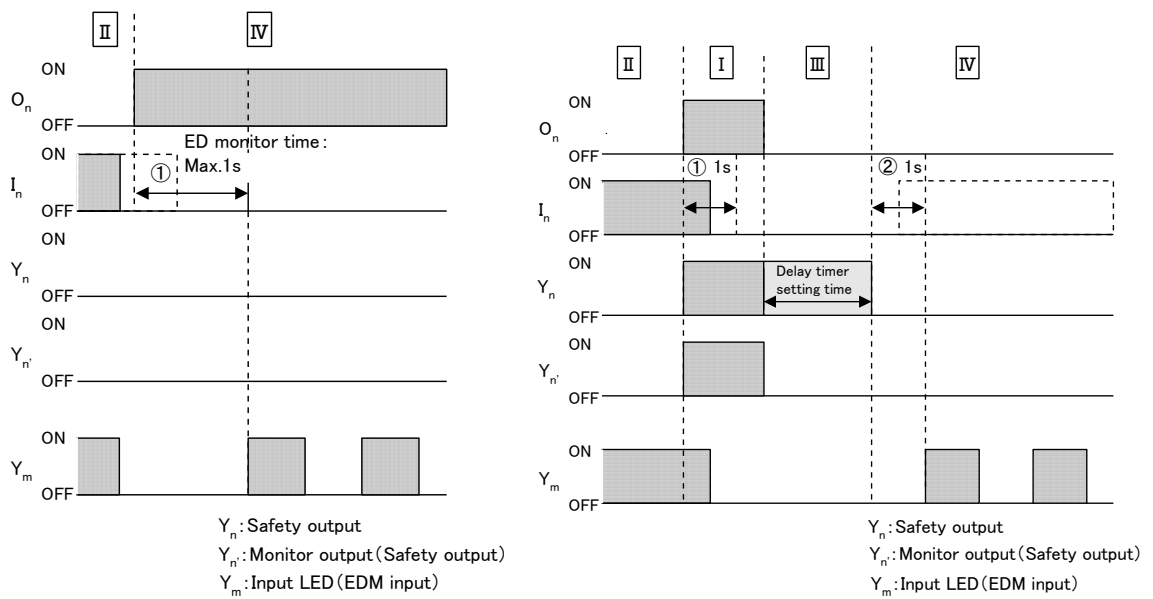 Ⅱ Ⅳ
ON
Oₙ
OFF
ED monitor time:
Max.1s
ON
①
Iₙ
OFF
ON
Yₙ
OFF
ON
Yₙ'
OFF
ON
Yₘ
OFF
Yₙ: Safety output
Yₙ': Monitor output (Safety output)
Yₘ: Input LED (EDM input)
Ⅱ Ⅰ Ⅲ Ⅳ
ON
Oₙ
OFF
① 1s ② 1s
ON
Iₙ
OFF
ON
Yₙ
Delay timer
setting time
OFF
ON
Yₙ'
OFF
ON
Yₘ
OFF
Yₙ: Safety output
Yₙ': Monitor output (Safety output)
Yₘ: Input LED (EDM input)